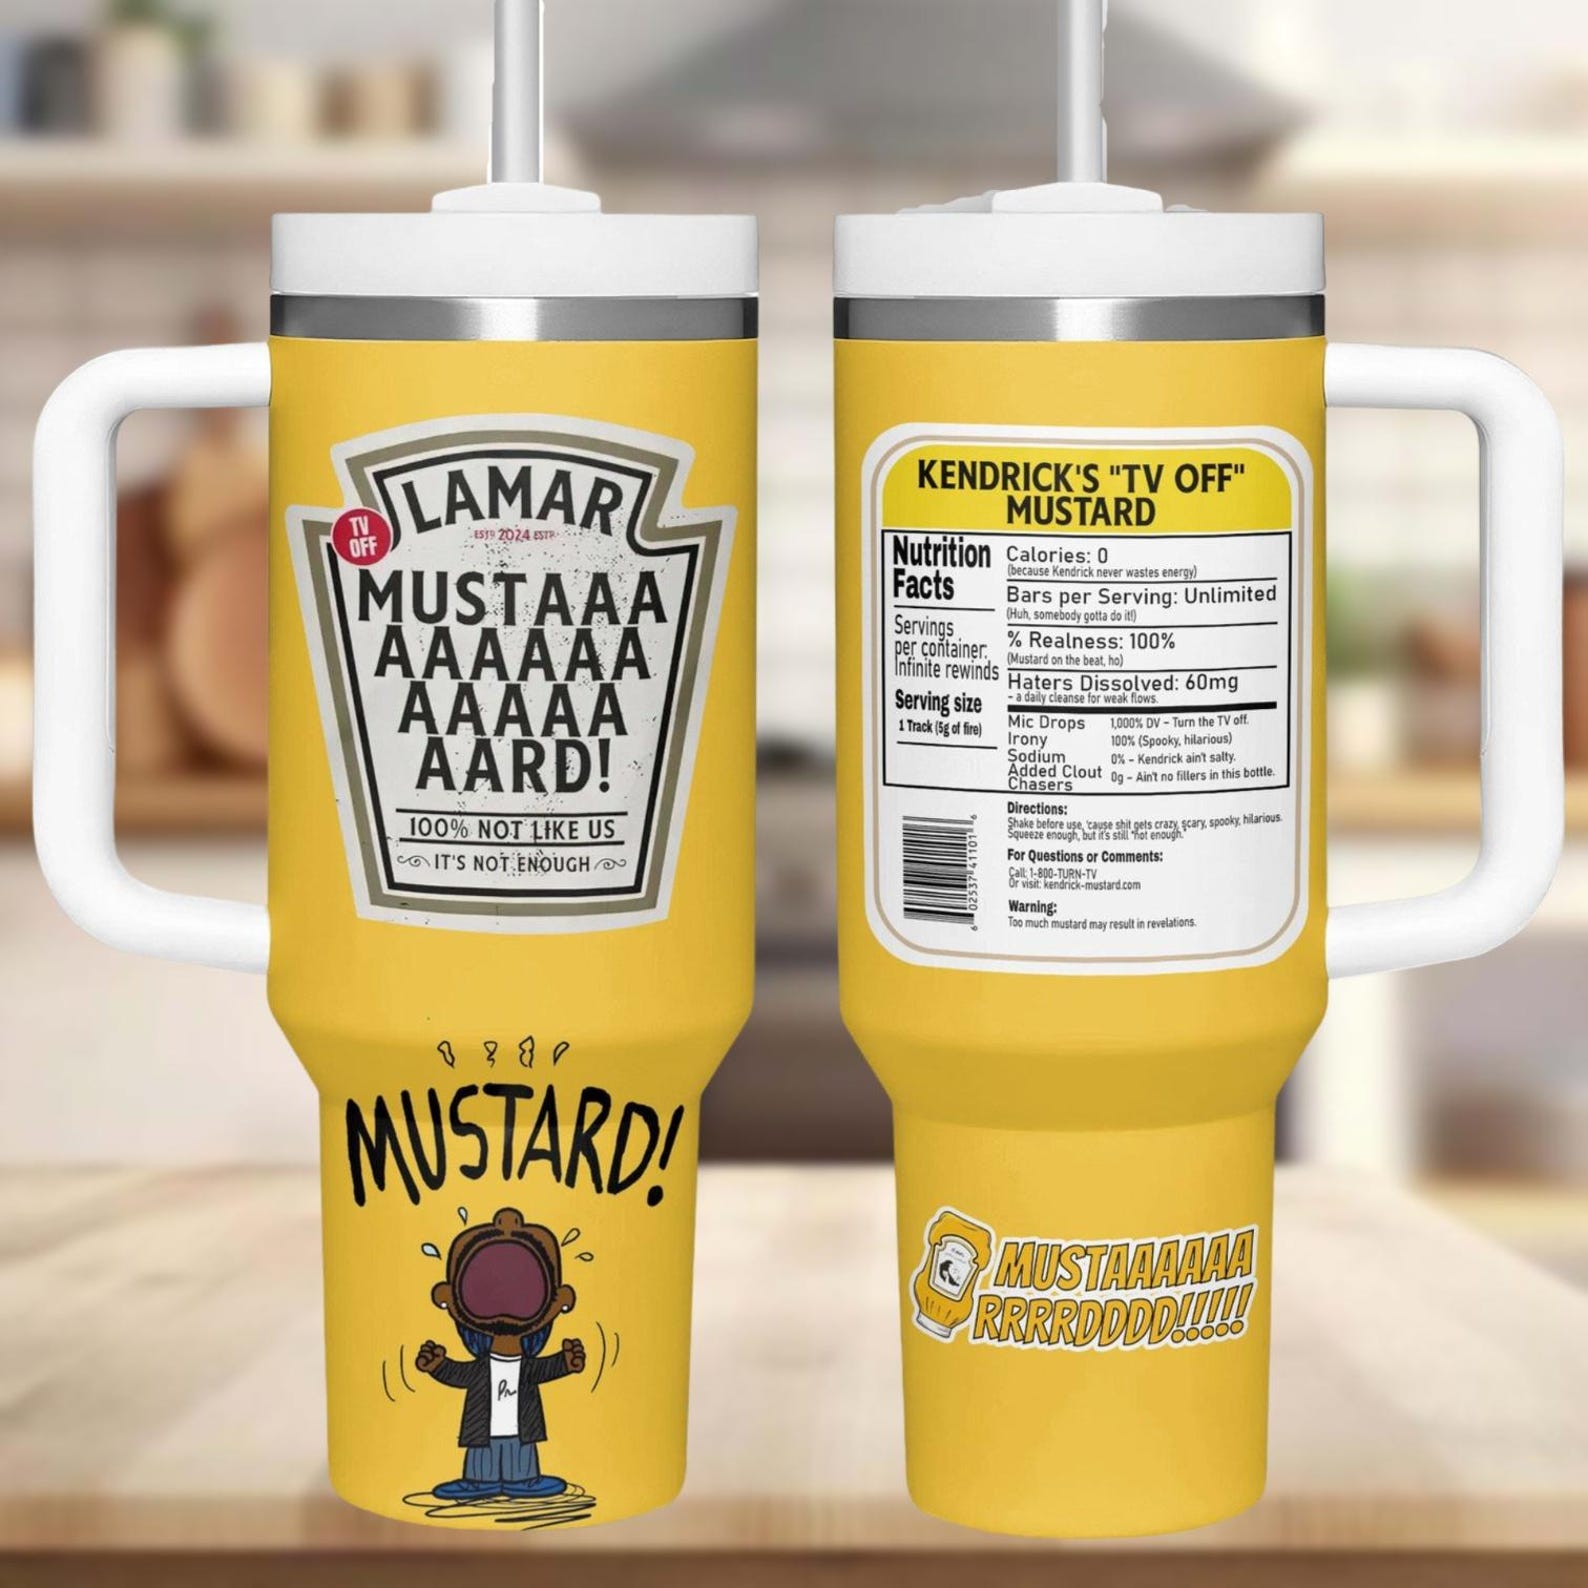 LAMAR
TV
OFF
ESTP 2024 ESTP
MUSTAAA
AAAAAA
AAAAA
AARD!
100% NOT LIKE US
IT'S NOT ENOUGH
MUSTARD!
KENDRICK'S "TV OFF"
MUSTARD
Nutrition
Facts
Servings
per container:
Infinite rewinds
Serving size
1 Track (5g of fire)
Calories: 0
(because Kendrick never wastes energy)
Bars per Serving: Unlimited
(Huh, somebody gotta do it!)
% Realness: 100%
(Mustard on the beat, ho)
Haters Dissolved: 60mg
- a daily cleanse for weak flows.
Mic Drops 1,000% DV - Turn the TV off.
Irony 100% (Spooky, hilarious)
Sodium 0% - Kendrick ain't salty.
Added Clout
Chasers 0g - Ain't no fillers in this bottle.
Directions:
Shake before use, 'cause shit gets crazy, scary, spooky, hilarious.
Squeeze enough, but it's still "not enough."
For Questions or Comments:
Call: 1-800-TURN-TV
Or visit: kendrick-mustard.com
Warning:
Too much mustard may result in revelations.
6 02537 41101 6
MUSTAAAAAA
RRRRDDDD!!!!!